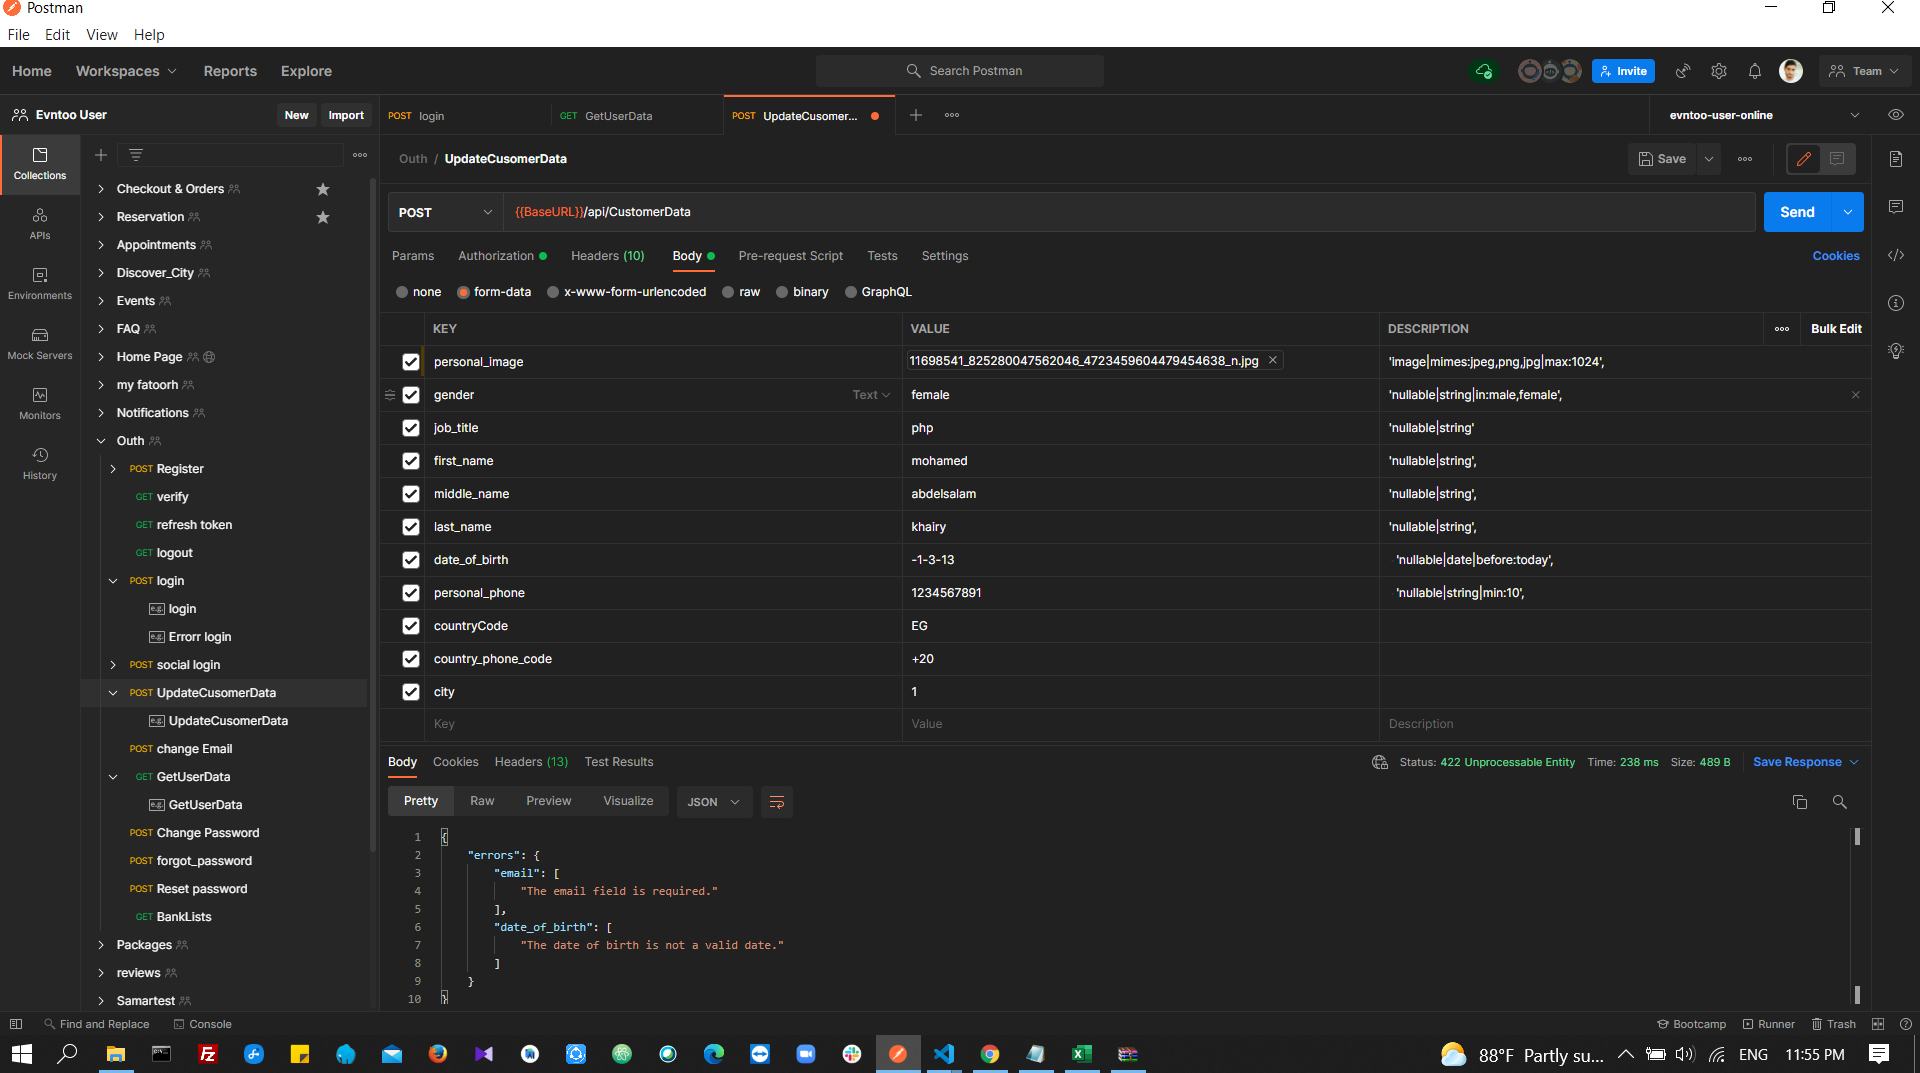 Postman
File Edit View Help
Home Workspaces Reports Explore Search Postman Invite Team
Evntoo User New Import POST login GET GetUserData POST UpdateCusomer... evntoo-user-online
Outh / UpdateCusomerData Save
Collections
APIs
Environments
Mock Servers
Monitors
History
Checkout & Orders
Reservation
Appointments
Discover_City
Events
FAQ
Home Page
my fatoorh
Notifications
Outh
POST Register
GET verify
GET refresh token
GET logout
POST login
e.g. login
e.g. Errorr login
POST social login
POST UpdateCusomerData
e.g. UpdateCusomerData
POST change Email
GET GetUserData
e.g. GetUserData
POST Change Password
POST forgot_password
POST Reset password
GET BankLists
Packages
reviews
Samartest
POST {{BaseURL}}/api/CustomerData Send
Params Authorization Headers (10) Body Pre-request Script Tests Settings Cookies
none form-data x-www-form-urlencoded raw binary GraphQL
KEY VALUE DESCRIPTION Bulk Edit
personal_image 11698541_825280047562046_4723459604479454638_n.jpg 'image|mimes:jpeg,png,jpg|max:1024',
gender Text female 'nullable|string|in:male,female',
job_title php 'nullable|string'
first_name mohamed 'nullable|string',
middle_name abdelsalam 'nullable|string',
last_name khairy 'nullable|string',
date_of_birth -1-3-13 'nullable|date|before:today',
personal_phone 1234567891 'nullable|string|min:10',
countryCode EG
country_phone_code +20
city 1
Key Value Description
Body Cookies Headers (13) Test Results Status: 422 Unprocessable Entity Time: 238 ms Size: 489 B Save Response
Pretty Raw Preview Visualize JSON
1 {
2 "errors": {
3 "email": [
4 "The email field is required."
5 ],
6 "date_of_birth": [
7 "The date of birth is not a valid date."
8 ]
9 }
10 }
Find and Replace Console Bootcamp Runner Trash
88°F Partly su... ENG 11:55 PM